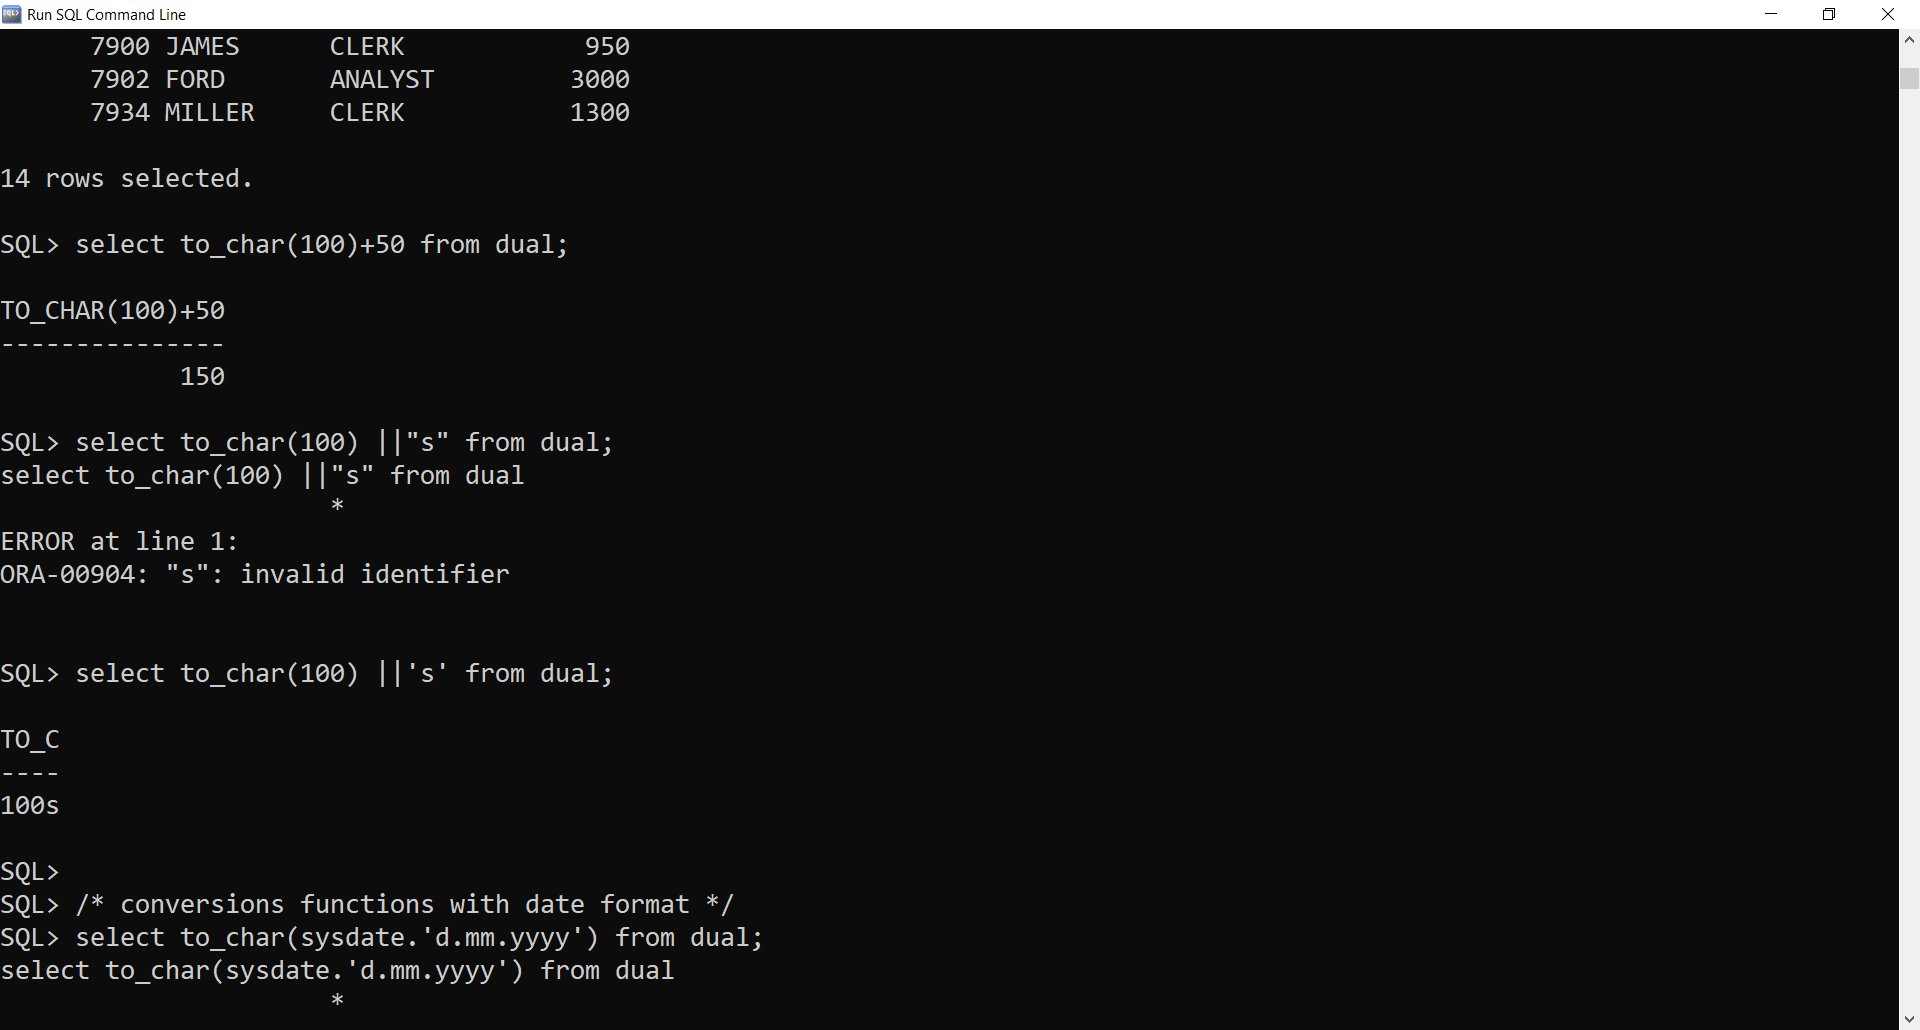 Run SQL Command Line
7900 JAMES CLERK 950
7902 FORD ANALYST 3000
7934 MILLER CLERK 1300
14 rows selected.
SQL> select to_char(100)+50 from dual;
TO_CHAR(100)+50
---------------
150
SQL> select to_char(100) ||"s" from dual;
select to_char(100) ||"s" from dual
*
ERROR at line 1:
ORA-00904: "s": invalid identifier
SQL> select to_char(100) ||'s' from dual;
TO_C
----
100s
SQL>
SQL> /* conversions functions with date format */
SQL> select to_char(sysdate.'d.mm.yyyy') from dual;
select to_char(sysdate.'d.mm.yyyy') from dual
*